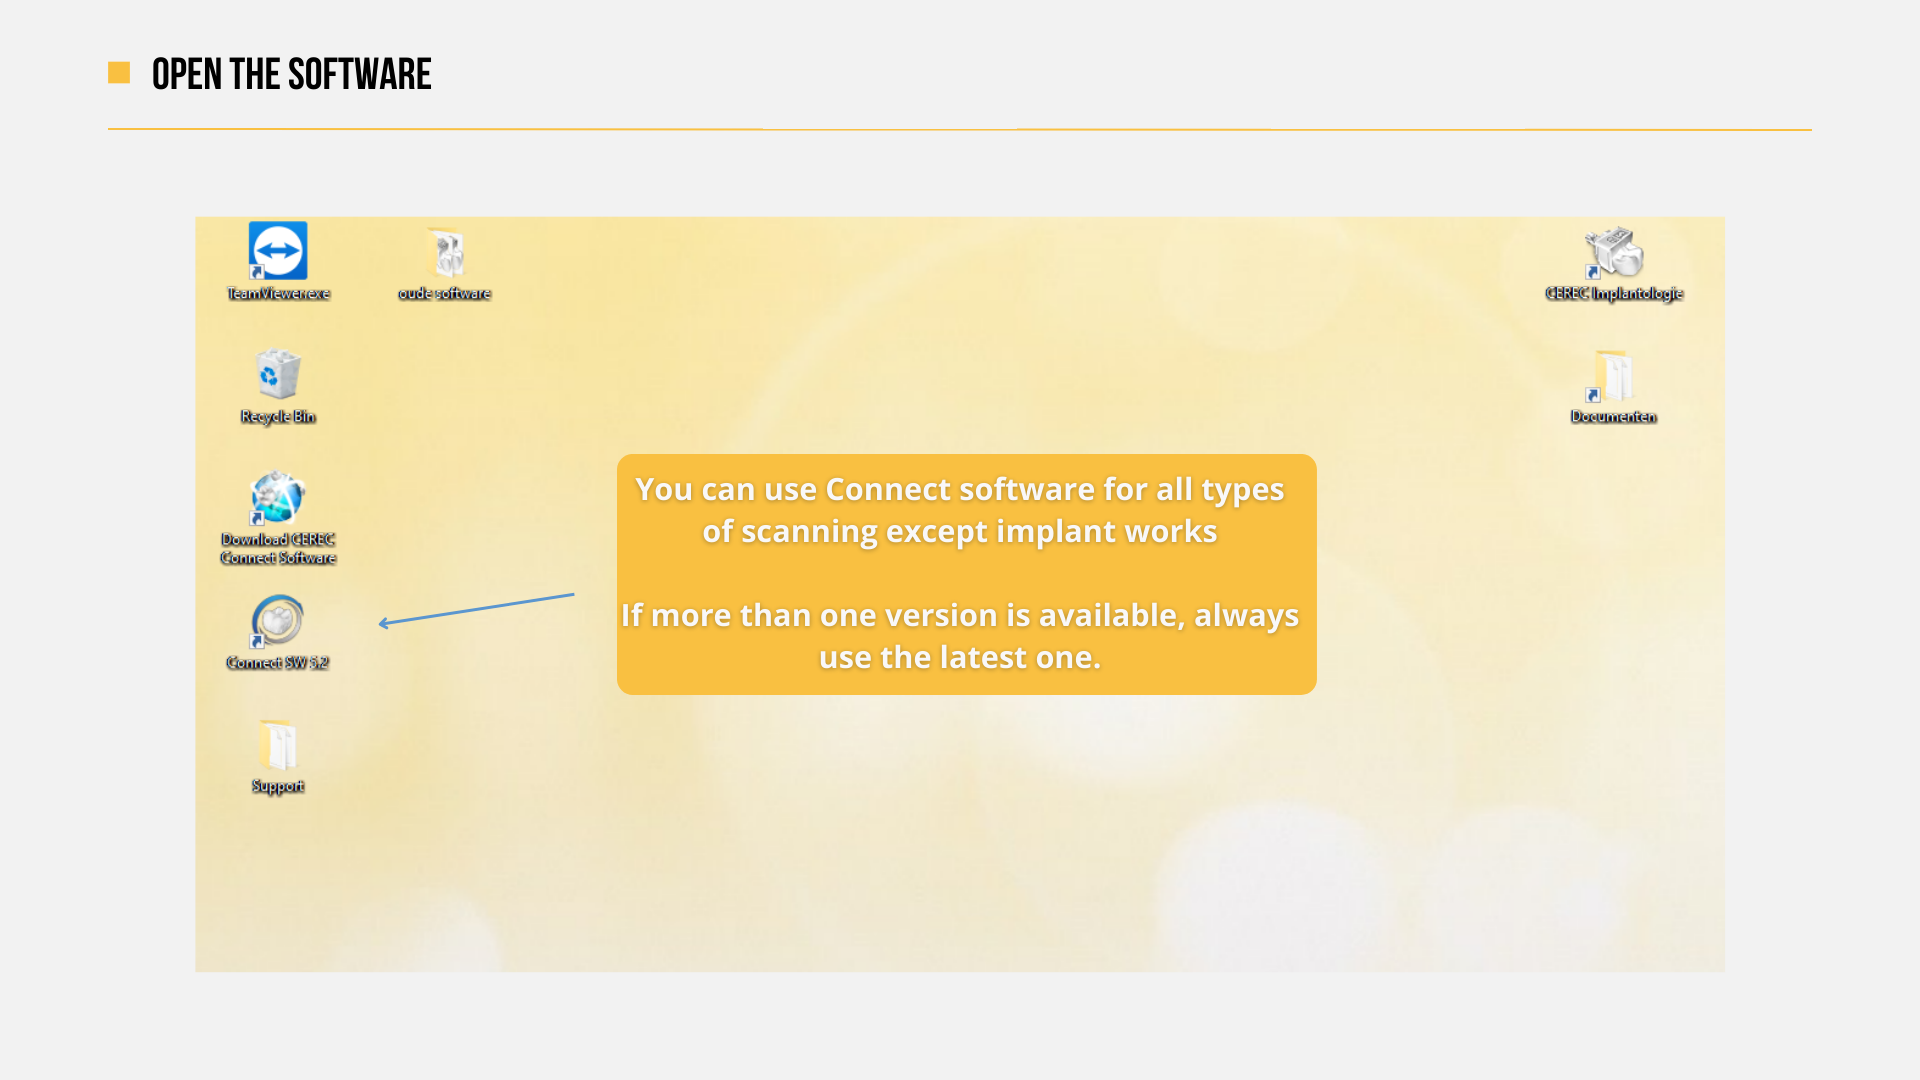 OPEN THE SOFTWARE
TeamViewer.exe
oude software
CEREC Implantologie
Recycle Bin
Documenten
Download CEREC
Connect Software
You can use Connect software for all types
of scanning except implant works
If more than one version is available, always
use the latest one.
Connect SW 5.2
Support